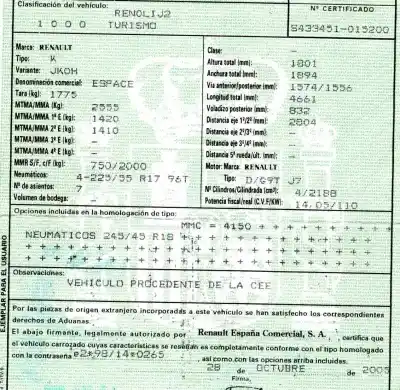 Clasificación del vehículo: RENOLIJ2 Nº CERTIFICADO
1000 TURISMO S433451-015200
Marca: RENAULT Clase: —
Tipo: K Altura total (mm): 1801
Variante: JKOH Anchura total (mm): 1894
Denominación comercial: ESPACE Vía anterior/posterior (mm): 1574/1556
Tara (kg): 1775 Longitud total (mm): 4661
MTMA/MMA (Kg): 2555 Voladizo posterior (mm): 832
MTMA/MMA 1º E (kg): 1420 Distancia eje 1º/2º (mm): 2804
MTMA/MMA 2º E (kg): 1410 Distancia eje 2º/3º (mm): —
MTMA/MMA 3º E (kg): — Distancia eje 3º/4º (mm): —
MTMA/MMA 4º E (kg): — Distancia 5ª rueda/ult. (mm): —
MMR S/F, c/F (kg): 750/2000 Motor: Marca: RENAULT
Neumáticos: 4-225/55 R17 96T Tipo: D/G9T J7
Nº de asientos: 7 Nº Cilindros/Cilindrada (cm³): 4/2188
Volumen de bodega: — Potencia fiscal/real (C.V.F/KW): 14,05/110
Opciones incluidas en la homologación de tipo:
MMC = 4150 + + + + + + + + +
NEUMATICOS 245/45 R18 + + + + + + + + + + + + +
+ + + + + + + + + + + + + + + + + + + + + + + +
+ + + + + + + + + + + + + + + + + + + + + + + +
Observaciones:
VEHICULO PROCEDENTE DE LA CEE
Por las piezas de origen extranjero incorporadas a este vehículo se han satisfecho los correspondientes
derechos de Aduanas.
El abajo firmante, legalmente autorizado por Renault España Comercial, S. A., certifica que
el vehículo carrozado cuyas características se reseñan es completamente conforme con el tipo homologado
con la contraseña e2*98/14*0265, así como con las opciones arriba incluidas.
28 de OCTUBRE de 2005
Firma,
EJEMPLAR PARA EL USUARIO